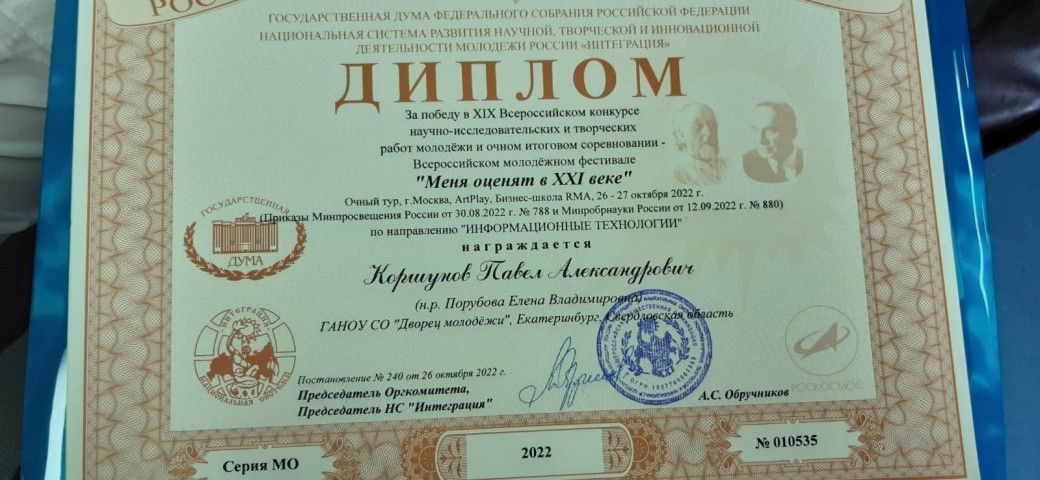 РОС
ГОСУДАРСТВЕННАЯ ДУМА ФЕДЕРАЛЬНОГО СОБРАНИЯ РОССИЙСКОЙ ФЕДЕРАЦИИ
НАЦИОНАЛЬНАЯ СИСТЕМА РАЗВИТИЯ НАУЧНОЙ, ТВОРЧЕСКОЙ И ИННОВАЦИОННОЙ
ДЕЯТЕЛЬНОСТИ МОЛОДЕЖИ РОССИИ «ИНТЕГРАЦИЯ»
ДИПЛОМ
За победу в XIX Всероссийском конкурсе
научно-исследовательских и творческих
работ молодёжи и очном итоговом соревновании -
Всероссийском молодёжном фестивале
"Меня оценят в XXI веке"
Очный тур, г.Москва, ArtPlay, Бизнес-школа RMA, 26 - 27 октября 2022 г.
(Приказы Минпросвещения России от 30.08.2022 г. № 788 и Минобрнауки России от 12.09.2022 г. № 880)
по направлению "ИНФОРМАЦИОННЫЕ ТЕХНОЛОГИИ"
награждается
Коршунов Павел Александрович
(н.р. Порубова Елена Владимировна)
ГАНОУ СО "Дворец молодёжи", Екатеринбург, Свердловская область
ГОСУДАРСТВЕННАЯ
ДУМА
ИНТЕГРАЦИЯ
НАЦИОНАЛЬНАЯ СИСТЕМА
РОСКОСМОС
Постановление № 240 от 26 октября 2022 г.
Председатель Оргкомитета,
Председатель НС "Интеграция"
А.С. Обручников
Серия МО
2022
№ 010535